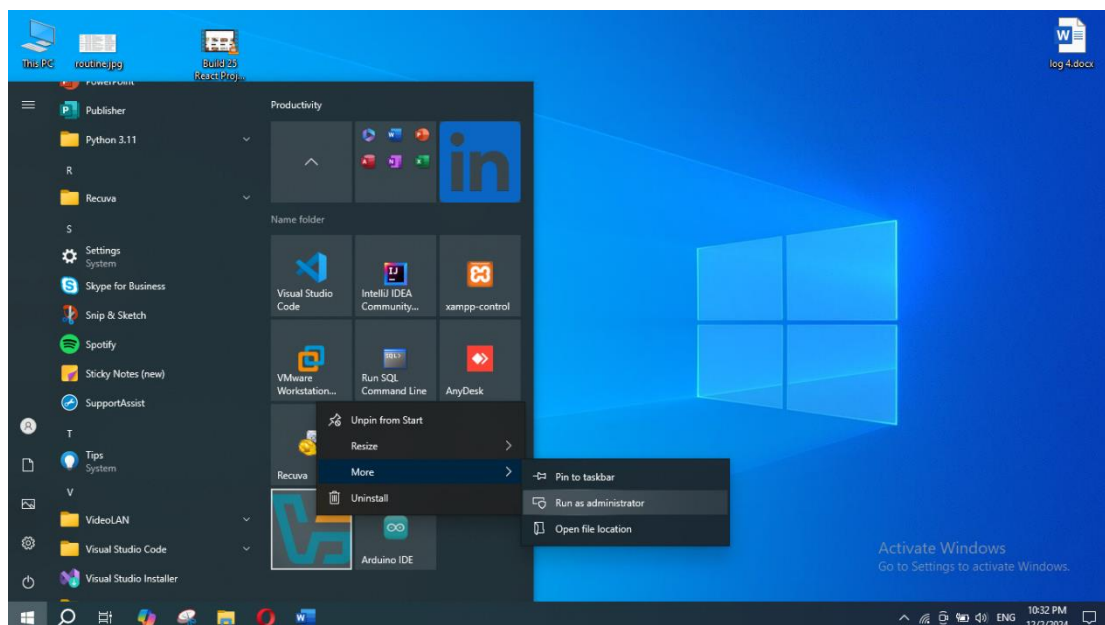 This PC
routine.jpg
Build 25
React Proj...
log 4.docx
PowerPoint
Publisher
Python 3.11
R
Recuva
S
Settings
System
Skype for Business
Snip & Sketch
Spotify
Sticky Notes (new)
SupportAssist
T
Tips
System
V
VideoLAN
Visual Studio Code
Visual Studio Installer
Productivity
in
Name folder
Visual Studio
Code
IntelliJ IDEA
Community...
xampp-control
VMware
Workstation...
Run SQL
Command Line
AnyDesk
Recuva
Arduino IDE
Unpin from Start
Resize
More
Uninstall
Pin to taskbar
Run as administrator
Open file location
Activate Windows
Go to Settings to activate Windows.
ENG
10:32 PM
12/2/2024